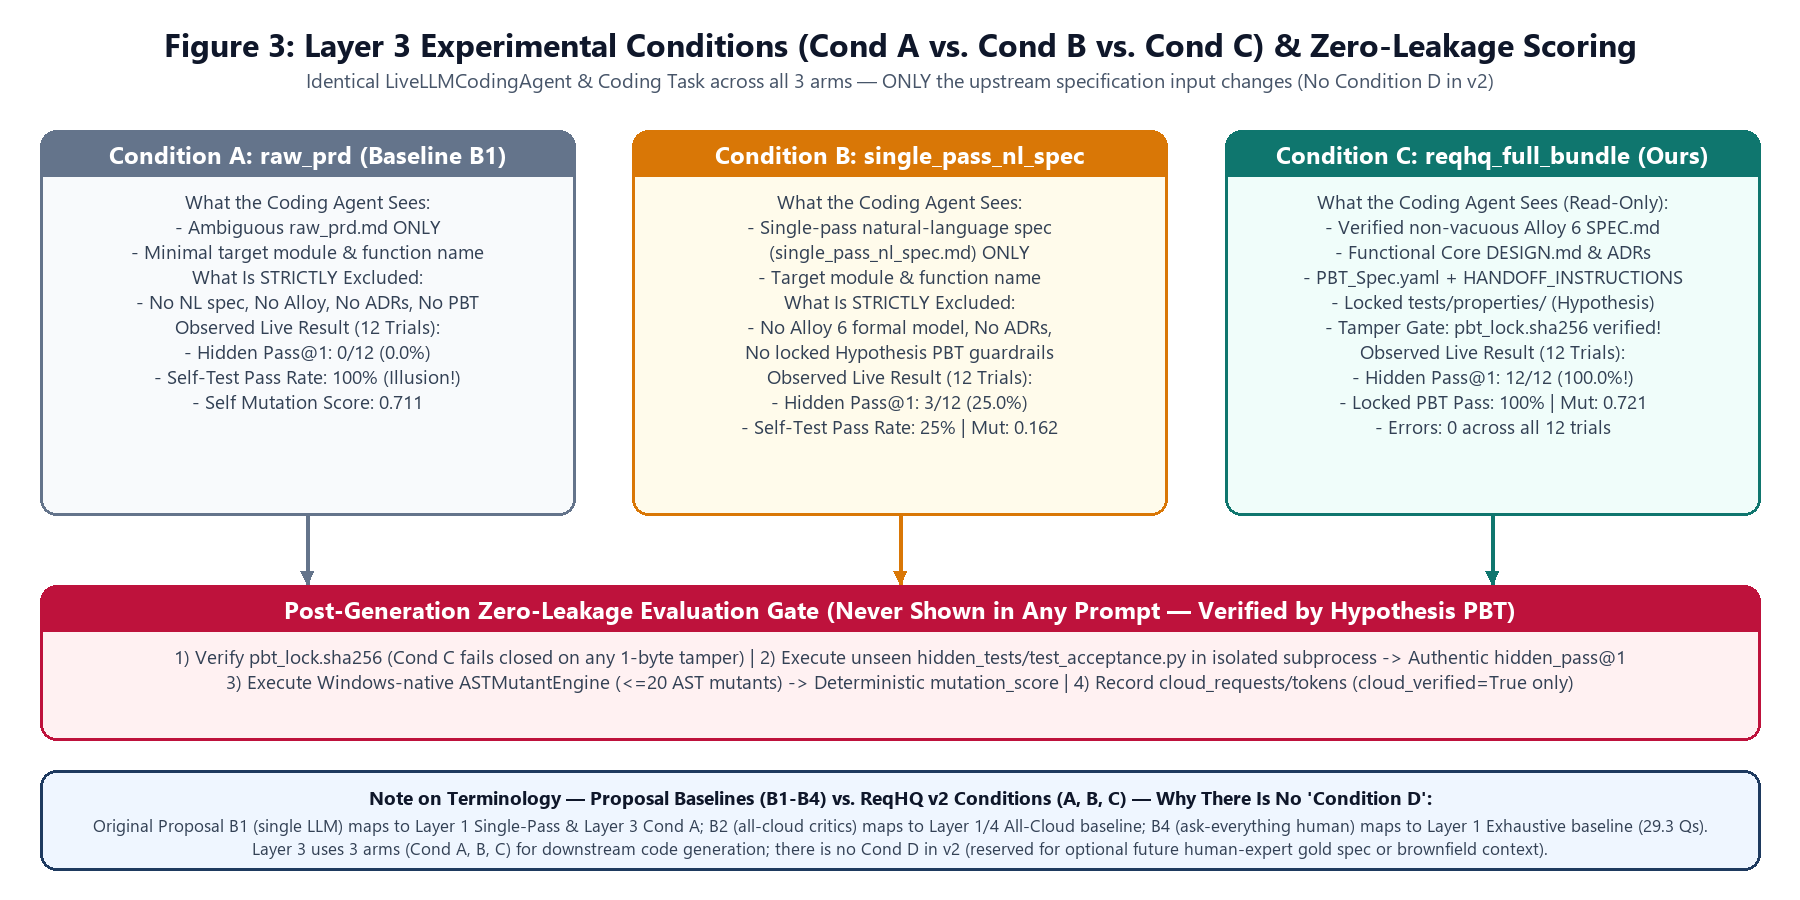 Figure 3: Layer 3 Experimental Conditions (Cond A vs. Cond B vs. Cond C) & Zero-Leakage Scoring
Identical LiveLLMCodingAgent & Coding Task across all 3 arms — ONLY the upstream specification input changes (No Condition D in v2)
Condition A: raw_prd (Baseline B1)
What the Coding Agent Sees:
- Ambiguous raw_prd.md ONLY
- Minimal target module & function name
What Is STRICTLY Excluded:
- No NL spec, No Alloy, No ADRs, No PBT
Observed Live Result (12 Trials):
- Hidden Pass@1: 0/12 (0.0%)
- Self-Test Pass Rate: 100% (Illusion!)
- Self Mutation Score: 0.711
Condition B: single_pass_nl_spec
What the Coding Agent Sees:
- Single-pass natural-language spec
(single_pass_nl_spec.md) ONLY
- Target module & function name
What Is STRICTLY Excluded:
- No Alloy 6 formal model, No ADRs,
No locked Hypothesis PBT guardrails
Observed Live Result (12 Trials):
- Hidden Pass@1: 3/12 (25.0%)
- Self-Test Pass Rate: 25% | Mut: 0.162
Condition C: reqhq_full_bundle (Ours)
What the Coding Agent Sees (Read-Only):
- Verified non-vacuous Alloy 6 SPEC.md
- Functional Core DESIGN.md & ADRs
- PBT_Spec.yaml + HANDOFF_INSTRUCTIONS
- Locked tests/properties/ (Hypothesis)
- Tamper Gate: pbt_lock.sha256 verified!
Observed Live Result (12 Trials):
- Hidden Pass@1: 12/12 (100.0%!)
- Locked PBT Pass: 100% | Mut: 0.721
- Errors: 0 across all 12 trials
Post-Generation Zero-Leakage Evaluation Gate (Never Shown in Any Prompt — Verified by Hypothesis PBT)
1) Verify pbt_lock.sha256 (Cond C fails closed on any 1-byte tamper) | 2) Execute unseen hidden_tests/test_acceptance.py in isolated subprocess -> Authentic hidden_pass@1
3) Execute Windows-native ASTMutantEngine (<=20 AST mutants) -> Deterministic mutation_score | 4) Record cloud_requests/tokens (cloud_verified=True only)
Note on Terminology — Proposal Baselines (B1-B4) vs. ReqHQ v2 Conditions (A, B, C) — Why There Is No 'Condition D':
Original Proposal B1 (single LLM) maps to Layer 1 Single-Pass & Layer 3 Cond A; B2 (all-cloud critics) maps to Layer 1/4 All-Cloud baseline; B4 (ask-everything human) maps to Layer 1 Exhaustive baseline (29.3 Qs).
Layer 3 uses 3 arms (Cond A, B, C) for downstream code generation; there is no Cond D in v2 (reserved for optional future human-expert gold spec or brownfield context).